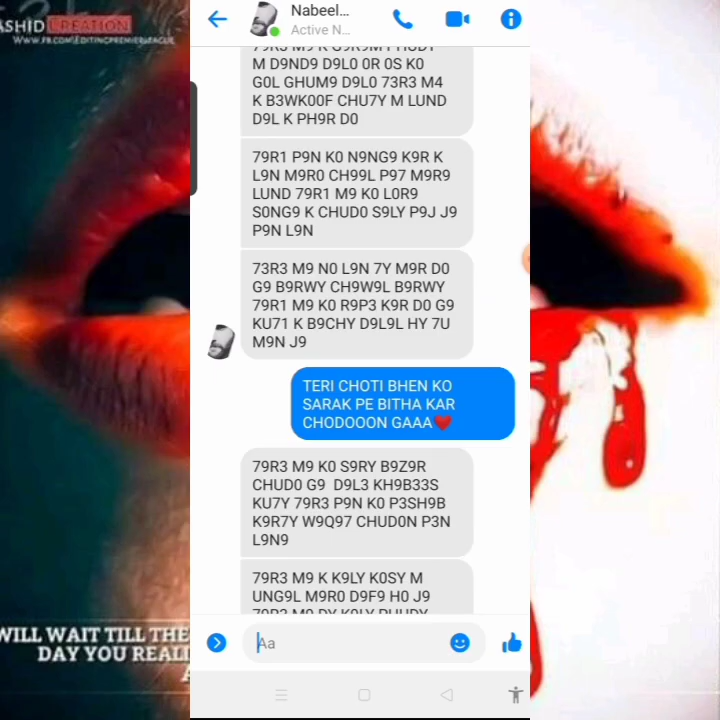 ASHID CREATION
WWW.FB.COM/EDITINGPREMIERLEAGUE
Nabeel...
Active N...
M D9ND9 D9L0 0R 0S K0
G0L GHUM9 D9L0 73R3 M4
K B3WK00F CHU7Y M LUND
D9L K PH9R D0
79R1 P9N K0 N9NG9 K9R K
L9N M9R0 CH99L P97 M9R9
LUND 79R1 M9 K0 L0R9
S0NG9 K CHUD0 S9LY P9J J9
P9N L9N
73R3 M9 N0 L9N 7Y M9R D0
G9 B9RWY CH9W9L B9RWY
79R1 M9 K0 R9P3 K9R D0 G9
KU71 K B9CHY D9L9L HY 7U
M9N J9
TERI CHOTI BHEN KO
SARAK PE BITHA KAR
CHODOOON GAAA❤️
79R3 M9 K0 S9RY B9Z9R
CHUD0 G9 D9L3 KH9B33S
KU7Y 79R3 P9N K0 P3SH9B
K9R7Y W9Q97 CHUD0N P3N
L9N9
79R3 M9 K K9LY K0SY M
UNG9L M9R0 D9F9 H0 J9
Aa
WILL WAIT TILL THE
DAY YOU REALI